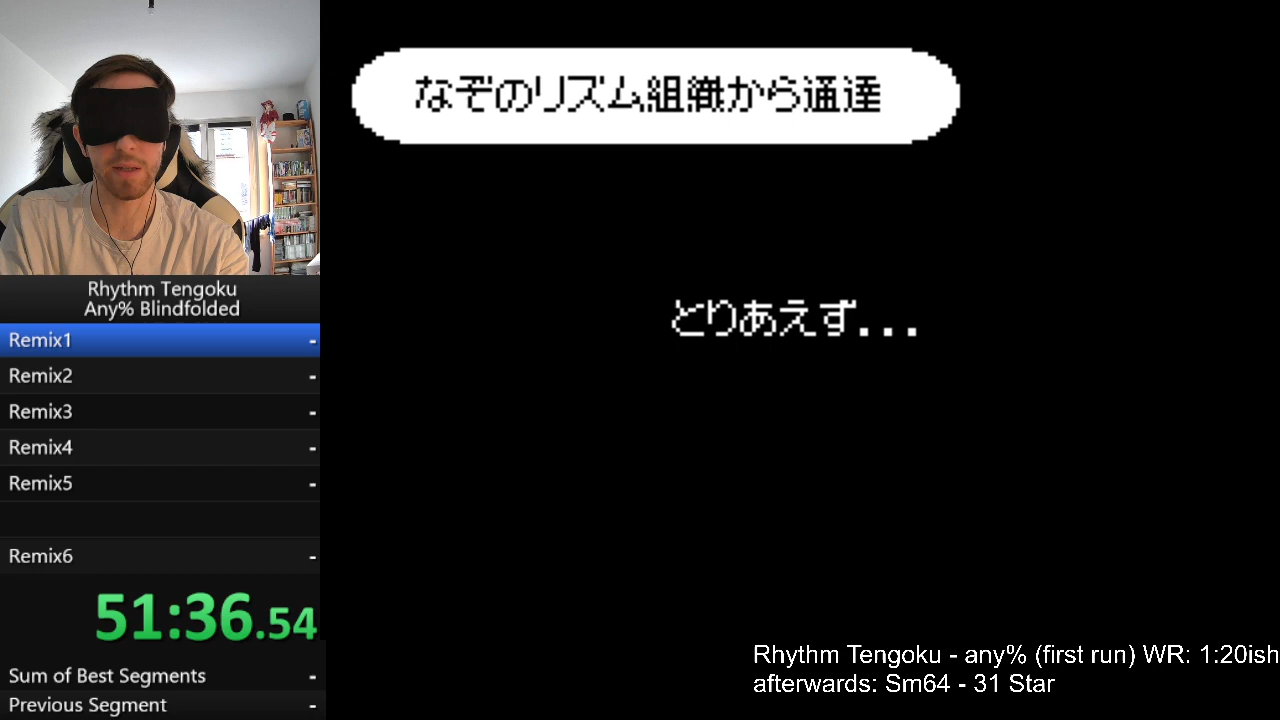 なぞのリズム組織から通達
とりあえず...
Rhythm Tengoku
Any% Blindfolded
Remix1 -
Remix2 -
Remix3 -
Remix4 -
Remix5 -
Remix6 -
51:36.54
Sum of Best Segments -
Previous Segment -
Rhythm Tengoku - any% (first run) WR: 1:20ish
afterwards: Sm64 - 31 Star